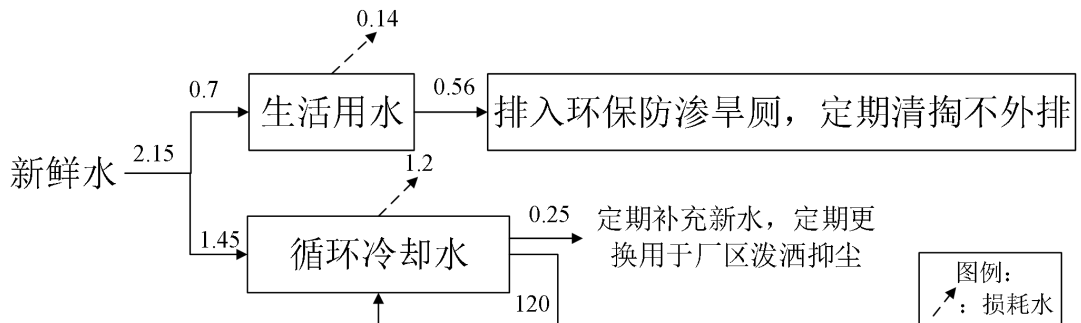 0.14
0.7
生活用水
0.56
排入环保防渗旱厕，定期清掏不外排
新鲜水
2.15
1.2
1.45
循环冷却水
0.25
定期补充新水，定期更
换用于厂区泼洒抑尘
120
图例：
：损耗水